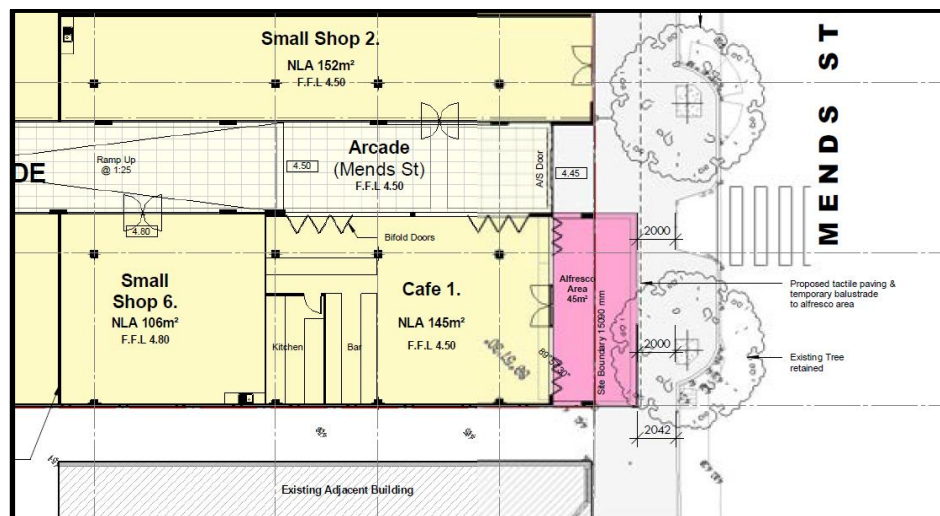 Small Shop 2.
NLA 152m²
F.F.L 4.50
MENDS ST
Ramp Up
@ 1:25
DE
4.50
Arcade
(Mends St)
F.F.L 4.50
A/S Door
4.45
4.80
Bifold Doors
2000
Small
Shop 6.
NLA 106m²
F.F.L 4.80
Cafe 1.
NLA 145m²
F.F.L 4.50
Kitchen
Bar
Alfresco
Area
45m²
Site Boundary 15090 mm
Proposed tactile paving &
temporary balustrade
to alfresco area
2000
Existing Tree
retained
2042
Existing Adjacent Building